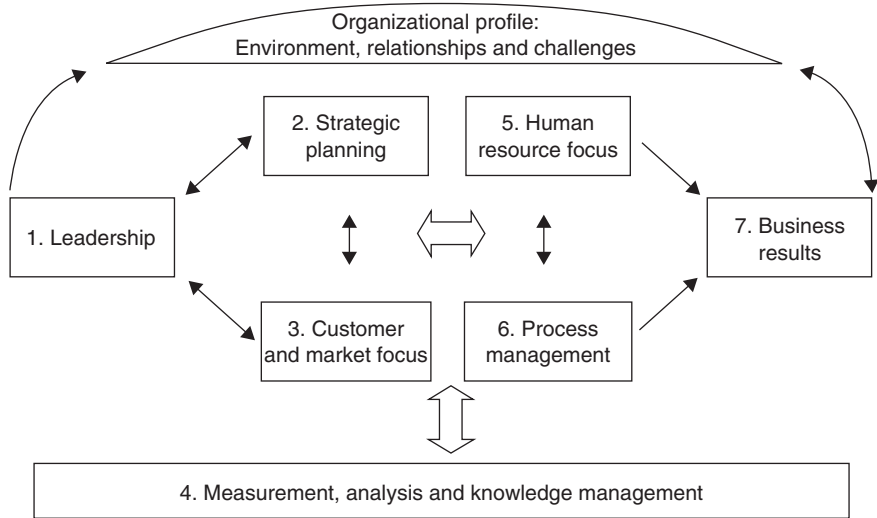 Organizational profile:
Environment, relationships and challenges
2. Strategic
planning
5. Human
resource focus
1. Leadership
7. Business
results
3. Customer
and market focus
6. Process
management
4. Measurement, analysis and knowledge management